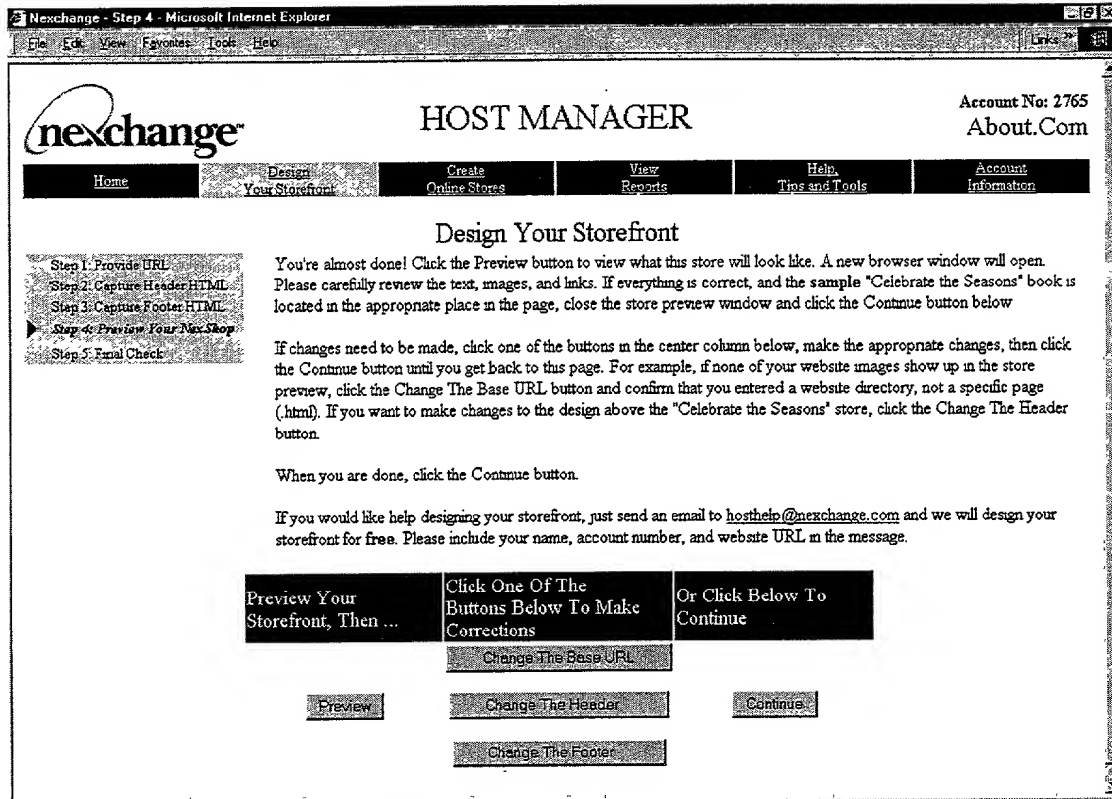 Nexchange - Step 4 - Microsoft Internet Explorer
File Edit View Favorites Tools Help
Links »
nexchange™
HOST MANAGER
Account No: 2765
About.Com
Home
Design
Your Storefront
Create
Online Stores
View
Reports
Help,
Tips and Tools
Account
Information
Design Your Storefront
Step 1: Provide URL
Step 2: Capture Header HTML
Step 3: Capture Footer HTML
Step 4: Preview Your NexShop
Step 5: Final Check
You're almost done! Click the Preview button to view what this store will look like. A new browser window will open.
Please carefully review the text, images, and links. If everything is correct, and the sample "Celebrate the Seasons" book is
located in the appropriate place in the page, close the store preview window and click the Continue button below
If changes need to be made, click one of the buttons in the center column below, make the appropriate changes, then click
the Continue button until you get back to this page. For example, if none of your website images show up in the store
preview, click the Change The Base URL button and confirm that you entered a website directory, not a specific page
(.html). If you want to make changes to the design above the "Celebrate the Seasons" store, click the Change The Header
button.
When you are done, click the Continue button.
If you would like help designing your storefront, just send an email to hosthelp@nexchange.com and we will design your
storefront for free. Please include your name, account number, and website URL in the message.
Preview Your
Storefront, Then ...
Click One Of The
Buttons Below To Make
Corrections
Or Click Below To
Continue
Change The Base URL
Preview
Change The Header
Continue
Change The Footer